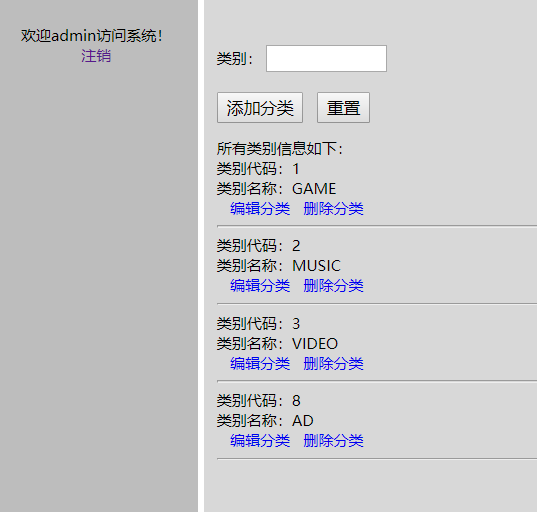 欢迎admin访问系统！
注销
类别：
添加分类 重置
所有类别信息如下：
类别代码：1
类别名称：GAME
编辑分类 删除分类
类别代码：2
类别名称：MUSIC
编辑分类 删除分类
类别代码：3
类别名称：VIDEO
编辑分类 删除分类
类别代码：8
类别名称：AD
编辑分类 删除分类